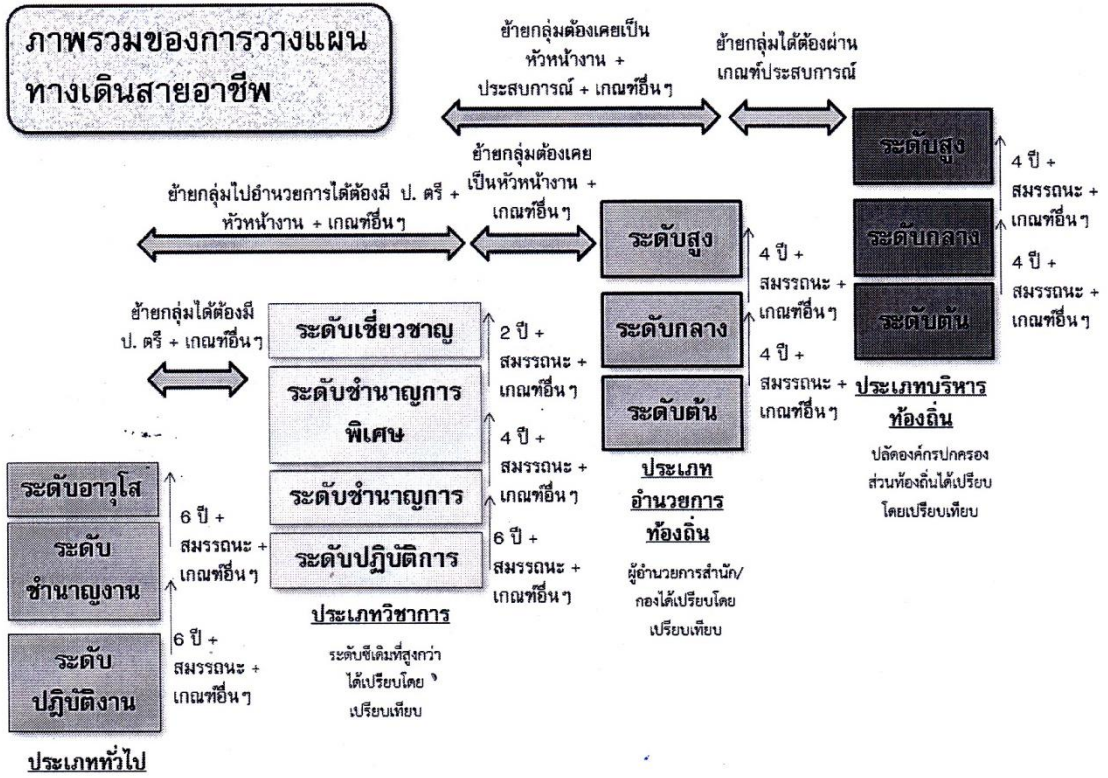 ภาพรวมของการวางแผน
ทางเดินสายอาชีพ
ย้ายกลุ่มต้องเคยเป็น
หัวหน้างาน +
ประสบการณ์ + เกณฑ์อื่นๆ
ย้ายกลุ่มได้ต้องผ่าน
เกณฑ์ประสบการณ์
ย้ายกลุ่มไปอำนวยการได้ต้องมี ป. ตรี +
หัวหน้างาน + เกณฑ์อื่นๆ
ย้ายกลุ่มต้องเคย
เป็นหัวหน้างาน +
เกณฑ์อื่นๆ
ย้ายกลุ่มได้ต้องมี
ป. ตรี + เกณฑ์อื่นๆ
ระดับอาวุโส
6 ปี +
สมรรถนะ +
เกณฑ์อื่นๆ
ระดับ
ชำนาญงาน
6 ปี +
สมรรถนะ +
เกณฑ์อื่นๆ
ระดับ
ปฏิบัติงาน
ประเภททั่วไป
ระดับเชี่ยวชาญ
2 ปี +
สมรรถนะ +
เกณฑ์อื่นๆ
ระดับชำนาญการ
พิเศษ
4 ปี +
สมรรถนะ +
เกณฑ์อื่นๆ
ระดับชำนาญการ
6 ปี +
สมรรถนะ +
เกณฑ์อื่นๆ
ระดับปฏิบัติการ
ประเภทวิชาการ
ระดับซีเดิมที่สูงกว่า
ได้เปรียบโดย
เปรียบเทียบ
ระดับสูง
4 ปี +
สมรรถนะ +
เกณฑ์อื่นๆ
ระดับกลาง
4 ปี +
สมรรถนะ +
เกณฑ์อื่นๆ
ระดับต้น
ประเภท
อำนวยการ
ท้องถิ่น
ผู้อำนวยการสำนัก/
กองได้เปรียบโดย
เปรียบเทียบ
ระดับสูง
4 ปี +
สมรรถนะ +
เกณฑ์อื่นๆ
ระดับกลาง
4 ปี +
สมรรถนะ +
เกณฑ์อื่นๆ
ระดับต้น
ประเภทบริหาร
ท้องถิ่น
ปลัดองค์กรปกครอง
ส่วนท้องถิ่นได้เปรียบ
โดยเปรียบเทียบ